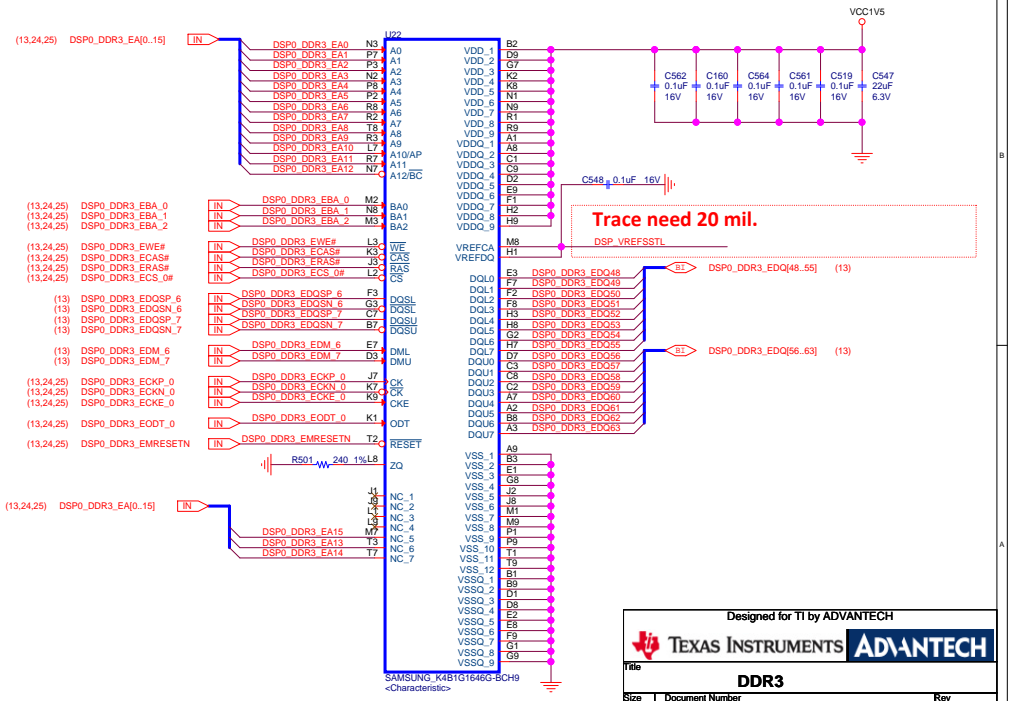 VCC1V5
U22
(13,24,25) DSP0_DDR3_EA[0..15] IN
DSP0_DDR3_EA0 N3 A0
DSP0_DDR3_EA1 P7 A1
DSP0_DDR3_EA2 P3 A2
DSP0_DDR3_EA3 N2 A3
DSP0_DDR3_EA4 P8 A4
DSP0_DDR3_EA5 P2 A5
DSP0_DDR3_EA6 R8 A6
DSP0_DDR3_EA7 R2 A7
DSP0_DDR3_EA8 T8 A8
DSP0_DDR3_EA9 R3 A9
DSP0_DDR3_EA10 L7 A10/AP
DSP0_DDR3_EA11 R7 A11
DSP0_DDR3_EA12 N7 A12/BC
(13,24,25) DSP0_DDR3_EBA_0 IN DSP0_DDR3_EBA_0 M2 BA0
(13,24,25) DSP0_DDR3_EBA_1 IN DSP0_DDR3_EBA_1 N8 BA1
(13,24,25) DSP0_DDR3_EBA_2 IN DSP0_DDR3_EBA_2 M3 BA2
(13,24,25) DSP0_DDR3_EWE# IN DSP0_DDR3_EWE# L3 WE
(13,24,25) DSP0_DDR3_ECAS# IN DSP0_DDR3_ECAS# K3 CAS
(13,24,25) DSP0_DDR3_ERAS# IN DSP0_DDR3_ERAS# J3 RAS
(13,24,25) DSP0_DDR3_ECS_0# IN DSP0_DDR3_ECS_0# L2 CS
(13) DSP0_DDR3_EDQSP_6 IN DSP0_DDR3_EDQSP_6 F3 DQSL
(13) DSP0_DDR3_EDQSN_6 IN DSP0_DDR3_EDQSN_6 G3 DQSL
(13) DSP0_DDR3_EDQSP_7 IN DSP0_DDR3_EDQSP_7 C7 DQSU
(13) DSP0_DDR3_EDQSN_7 IN DSP0_DDR3_EDQSN_7 B7 DQSU
(13) DSP0_DDR3_EDM_6 IN DSP0_DDR3_EDM_6 E7 DML
(13) DSP0_DDR3_EDM_7 IN DSP0_DDR3_EDM_7 D3 DMU
(13,24,25) DSP0_DDR3_ECKP_0 IN DSP0_DDR3_ECKP_0 J7 CK
(13,24,25) DSP0_DDR3_ECKN_0 IN DSP0_DDR3_ECKN_0 K7 CK
(13,24,25) DSP0_DDR3_ECKE_0 IN DSP0_DDR3_ECKE_0 K9 CKE
(13,24,25) DSP0_DDR3_EODT_0 IN DSP0_DDR3_EODT_0 K1 ODT
(13,24,25) DSP0_DDR3_EMRESETN IN DSP0_DDR3_EMRESETN T2 RESET
R501 240 1% L8 ZQ
J1 NC_1
J9 NC_2
L1 NC_3
L9 NC_4
(13,24,25) DSP0_DDR3_EA[0..15] IN
DSP0_DDR3_EA15 M7 NC_5
DSP0_DDR3_EA13 T3 NC_6
DSP0_DDR3_EA14 T7 NC_7
VDD_1 B2
VDD_2 D9
VDD_3 G7
VDD_4 K2
VDD_5 K8
VDD_6 N1
VDD_7 N9
VDD_8 R1
VDD_9 R9
VDDQ_1 A1
VDDQ_2 A8
VDDQ_3 C1
VDDQ_4 C9
VDDQ_5 D2
VDDQ_6 E9
VDDQ_7 F1
VDDQ_8 H2
VDDQ_9 H9
C562 0.1uF 16V
C160 0.1uF 16V
C564 0.1uF 16V
C561 0.1uF 16V
C519 0.1uF 16V
C547 22uF 6.3V
C548 0.1uF 16V
Trace need 20 mil.
VREFCA M8 DSP_VREFSSTL
VREFDQ H1
DQL0 E3 DSP0_DDR3_EDQ48
DQL1 F7 DSP0_DDR3_EDQ49
DQL2 F2 DSP0_DDR3_EDQ50
DQL3 F8 DSP0_DDR3_EDQ51
DQL4 H3 DSP0_DDR3_EDQ52
DQL5 H8 DSP0_DDR3_EDQ53
DQL6 G2 DSP0_DDR3_EDQ54
DQL7 H7 DSP0_DDR3_EDQ55
DQU0 D7 DSP0_DDR3_EDQ56
DQU1 C3 DSP0_DDR3_EDQ57
DQU2 C8 DSP0_DDR3_EDQ58
DQU3 C2 DSP0_DDR3_EDQ59
DQU4 A7 DSP0_DDR3_EDQ60
DQU5 A2 DSP0_DDR3_EDQ61
DQU6 B8 DSP0_DDR3_EDQ62
DQU7 A3 DSP0_DDR3_EDQ63
BI DSP0_DDR3_EDQ[48..55] (13)
BI DSP0_DDR3_EDQ[56..63] (13)
VSS_1 A9
VSS_2 B3
VSS_3 E1
VSS_4 G8
VSS_5 J2
VSS_6 J8
VSS_7 M1
VSS_8 M9
VSS_9 P1
VSS_10 P9
VSS_11 T1
VSS_12 T9
VSSQ_1 B1
VSSQ_2 B9
VSSQ_3 D1
VSSQ_4 D8
VSSQ_5 E2
VSSQ_6 E8
VSSQ_7 F9
VSSQ_8 G1
VSSQ_9 G9
SAMSUNG_K4B1G1646G-BCH9
<Characteristic>
B
A
Designed for TI by ADVANTECH
TEXAS INSTRUMENTS ADVANTECH
Title
DDR3
Size Document Number Rev